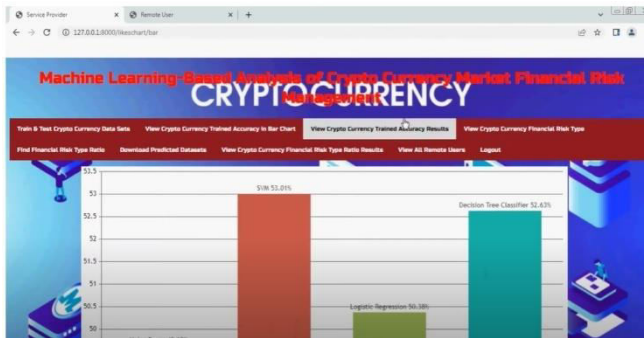 Service Provider
Remote User
127.0.0.1:8000/likeschart/bar
Machine Learning-Based Analysis of Crypto Currency Market Financial Risk
CRYPTOCURRENCY
Management
Train & Test Crypto Currency Data Sets View Crypto Currency Trained Accuracy in Bar Chart View Crypto Currency Trained Accuracy Results View Crypto Currency Financial Risk Type
Find Financial Risk Type Ratio Download Predicted Datasets View Crypto Currency Financial Risk Type Ratio Results View All Remote Users Logout
53.5
SVM 53.01%
53
Decision Tree Classifier 52.63%
52.5
52
51.5
51
50.5
Logistic Regression 50.38%
50